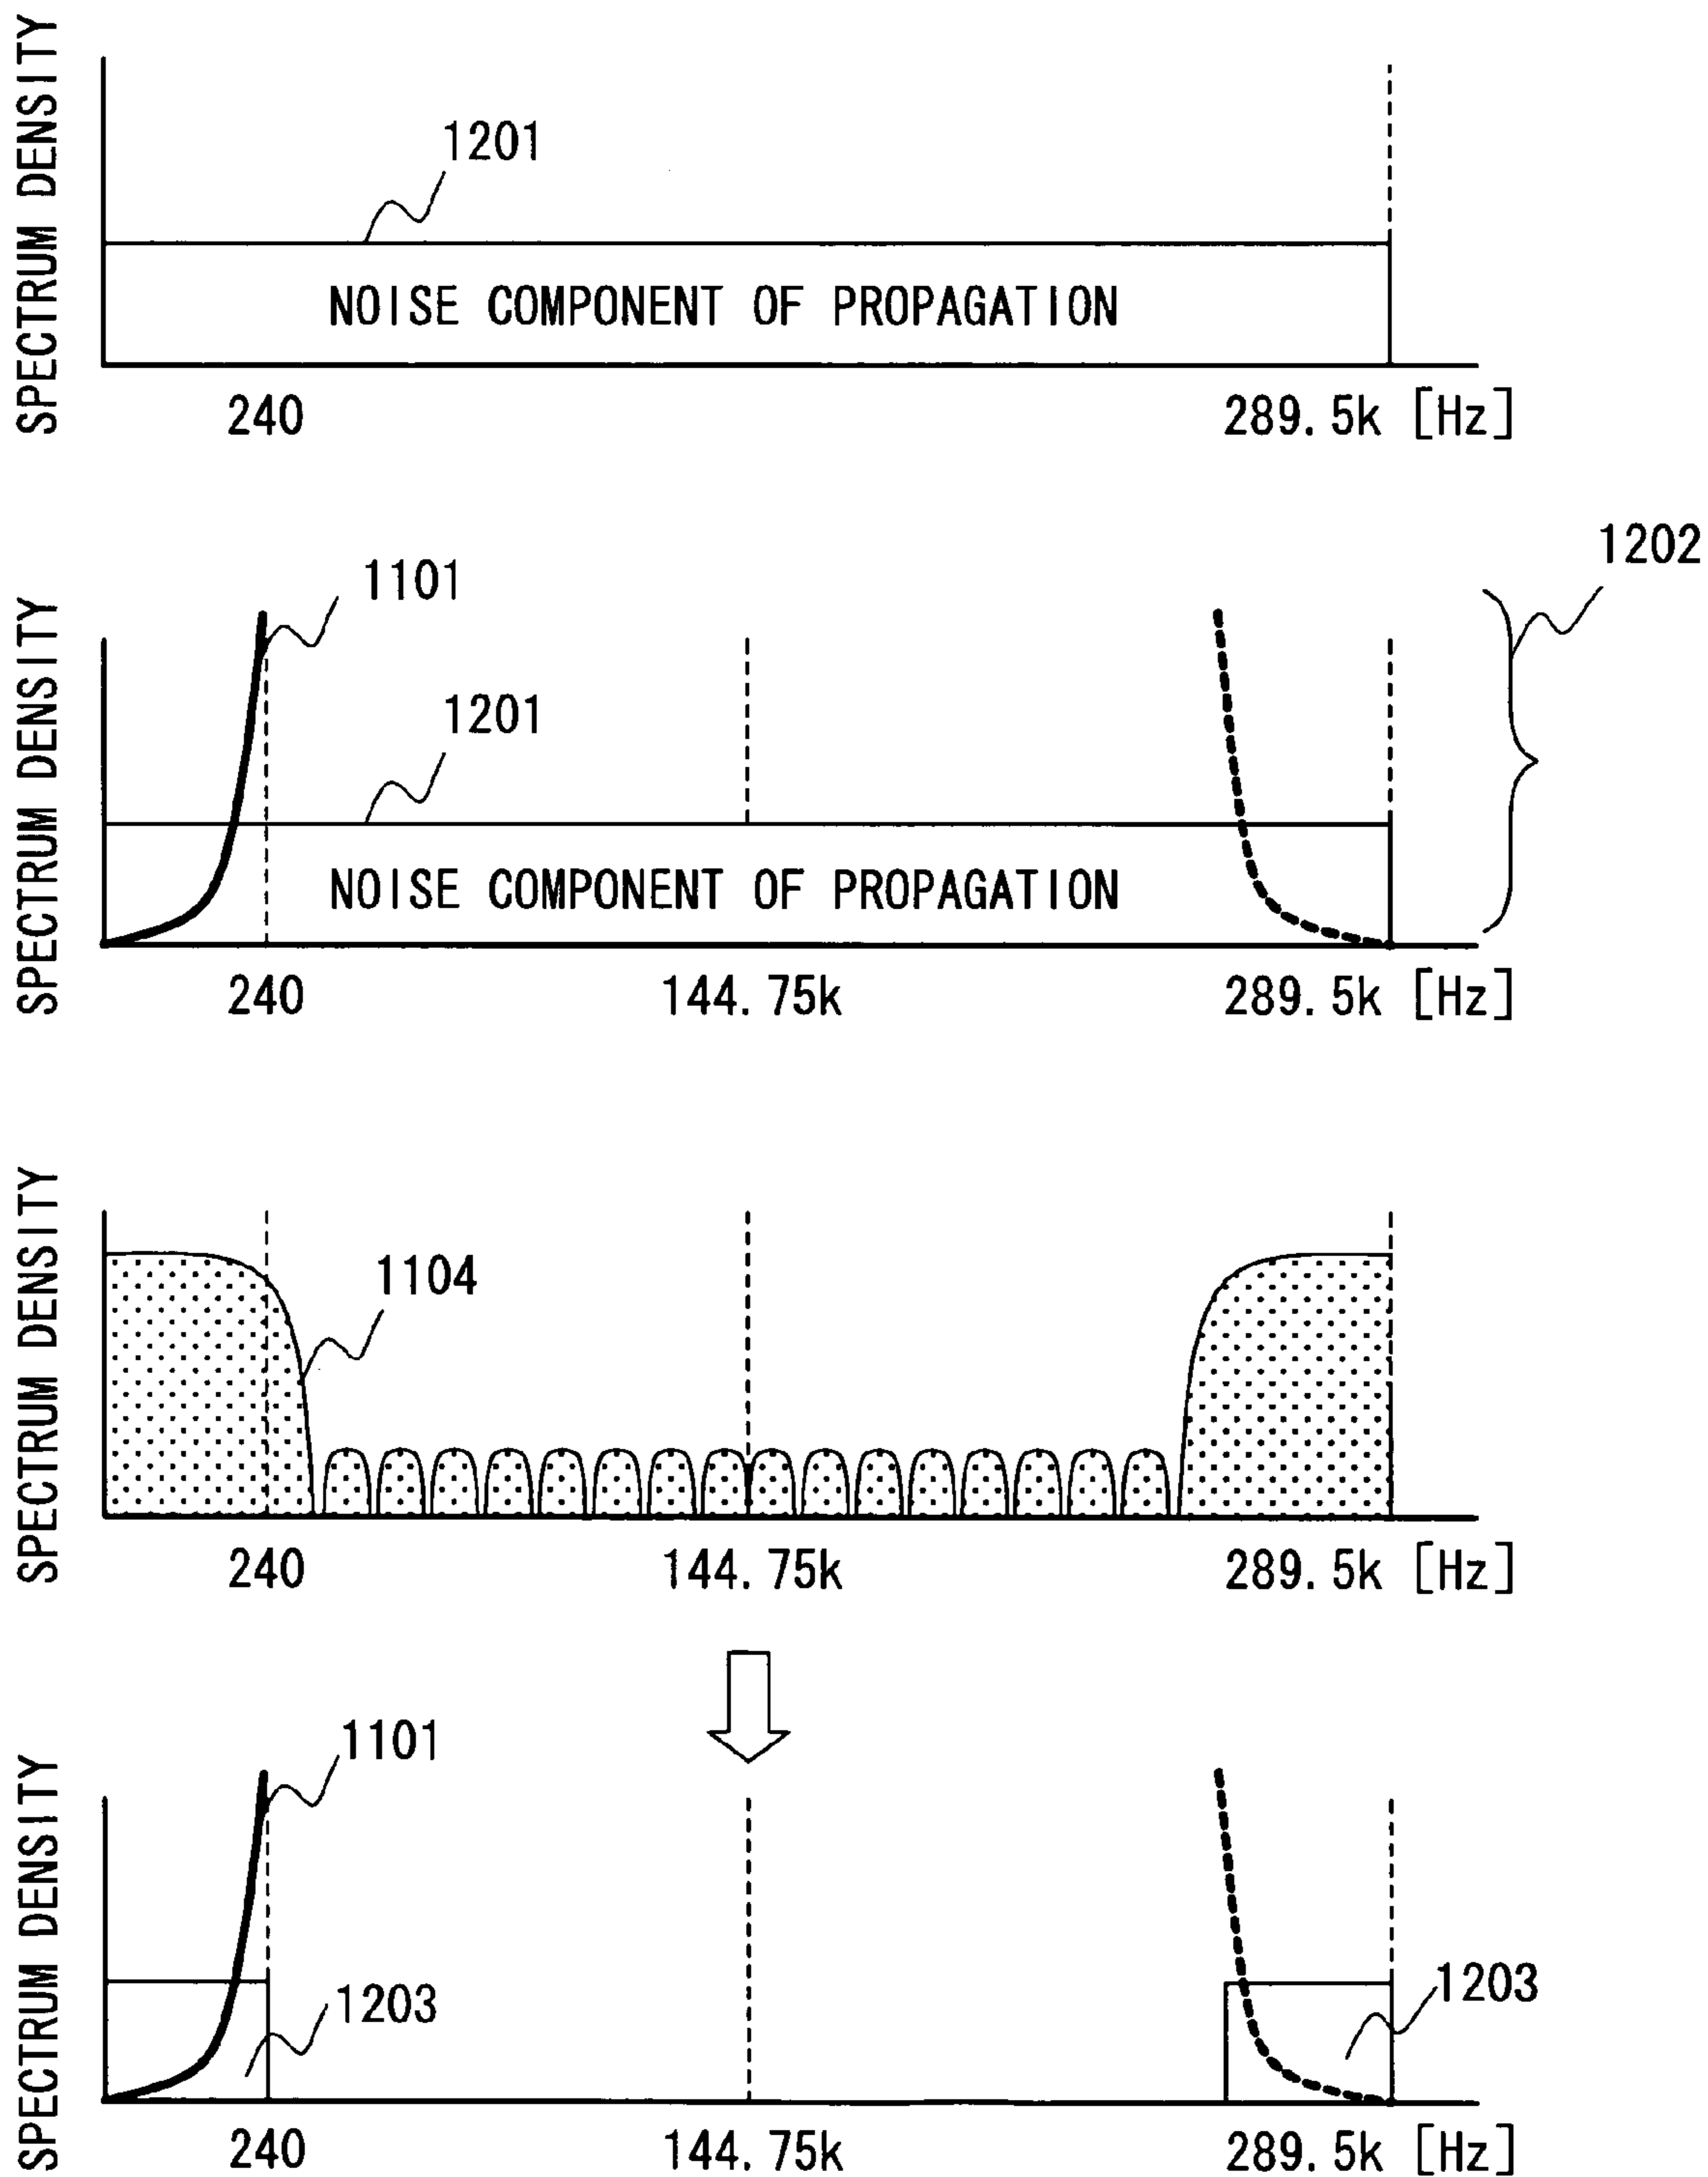 SPECTRUM DENSITY
1201
NOISE COMPONENT OF PROPAGATION
240
289.5k [Hz]
1202
SPECTRUM DENSITY
1101
1201
NOISE COMPONENT OF PROPAGATION
240
144.75k
289.5k [Hz]
SPECTRUM DENSITY
1104
240
144.75k
289.5k [Hz]
SPECTRUM DENSITY
1101
1203
1203
240
144.75k
289.5k [Hz]